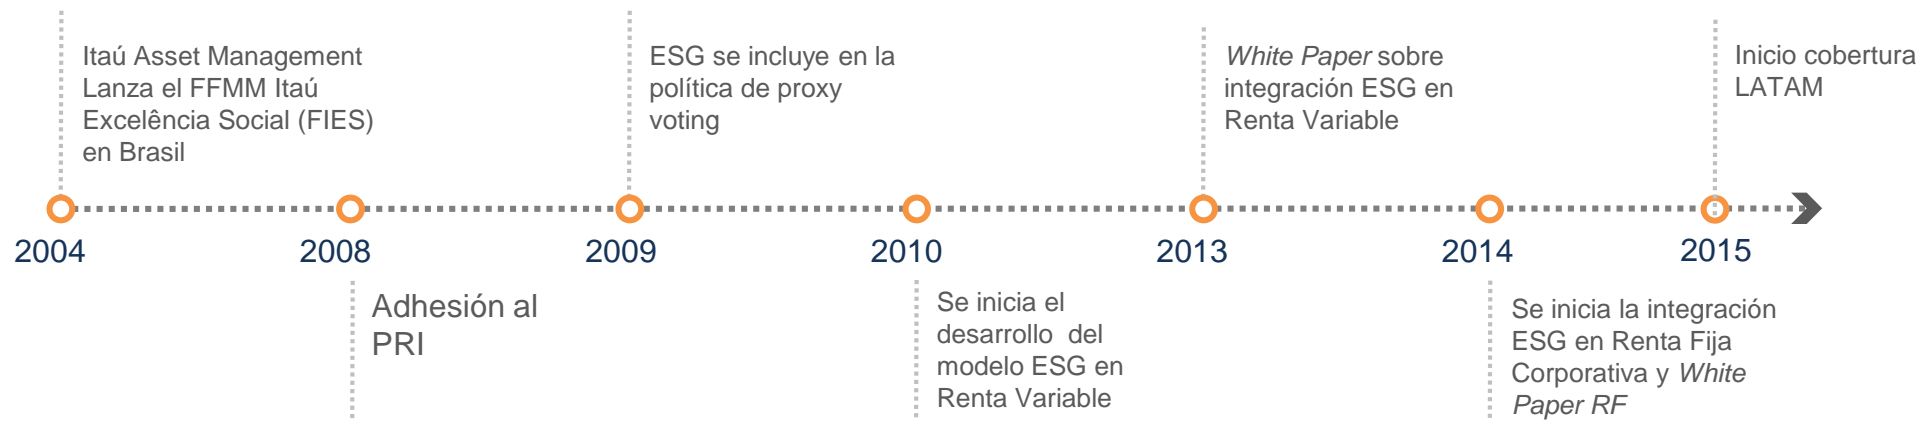 Itaú Asset Management
Lanza el FFMM Itaú
Excelência Social (FIES)
en Brasil
ESG se incluye en la
política de proxy
voting
White Paper sobre
integración ESG en
Renta Variable
Inicio cobertura
LATAM
2004
2008
2009
2010
2013
2014
2015
Adhesión al
PRI
Se inicia el
desarrollo del
modelo ESG en
Renta Variable
Se inicia la integración
ESG en Renta Fija
Corporativa y White
Paper RF